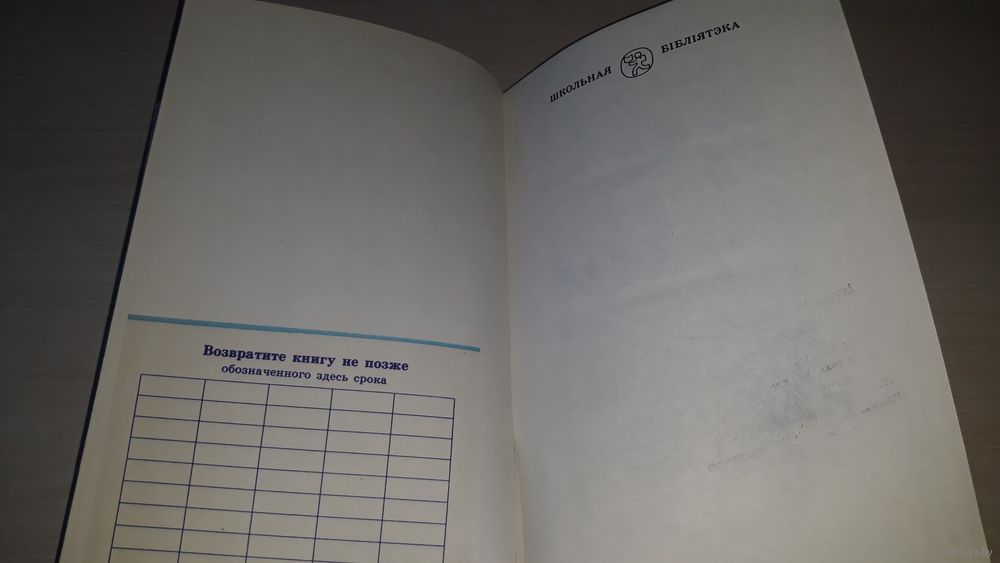 Возвратите книгу не позже
обозначенного здесь срока
ШКОЛЬНАЯ БІБЛІЯТЭКА